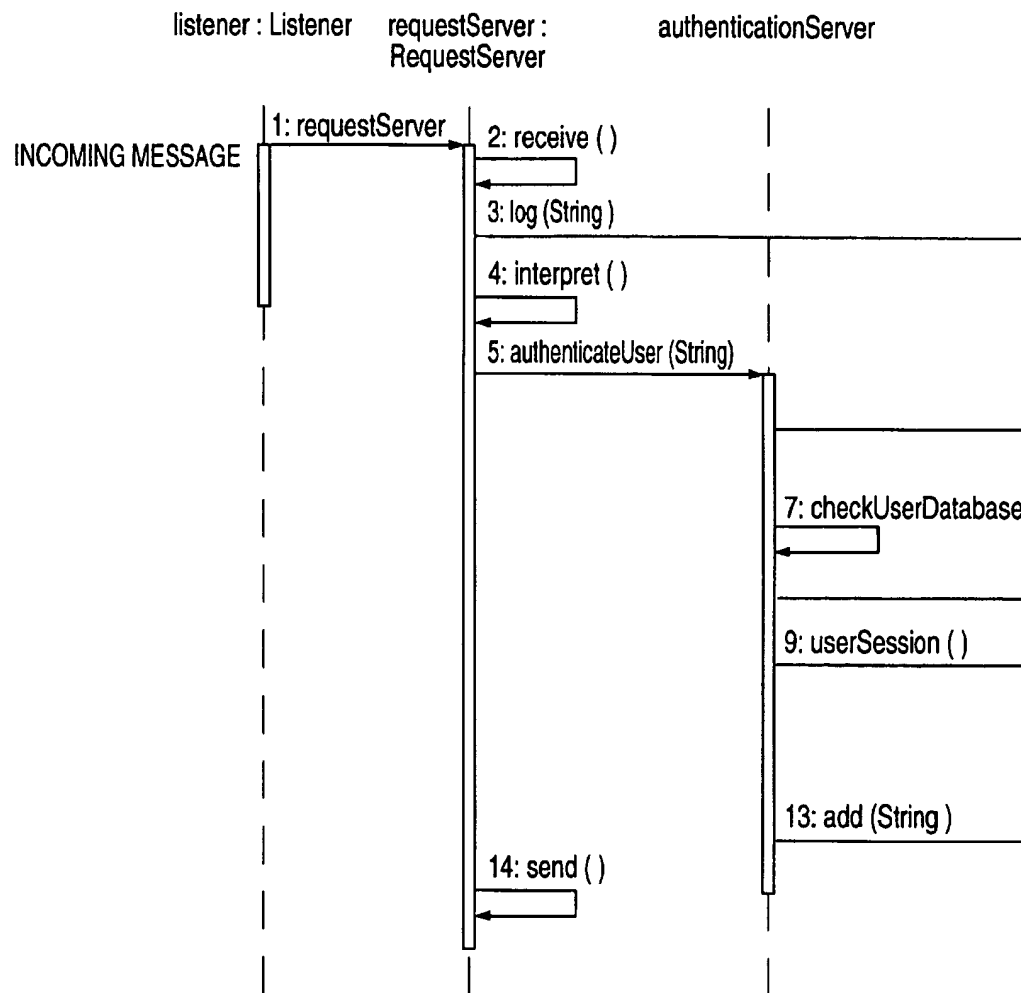 listener : Listener
requestServer :
RequestServer
authenticationServer
1: requestServer
INCOMING MESSAGE
2: receive ( )
3: log (String )
4: interpret ( )
5: authenticateUser (String)
7: checkUserDatabase
9: userSession ( )
13: add (String )
14: send ( )